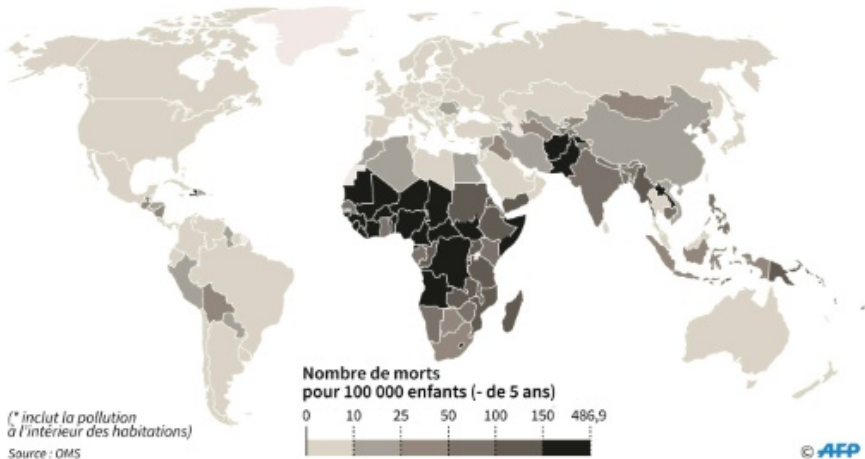 Nombre de morts
pour 100 000 enfants (- de 5 ans)
0 10 25 50 100 150 486,9
(* inclut la pollution
à l'intérieur des habitations)
Source : OMS
© AFP